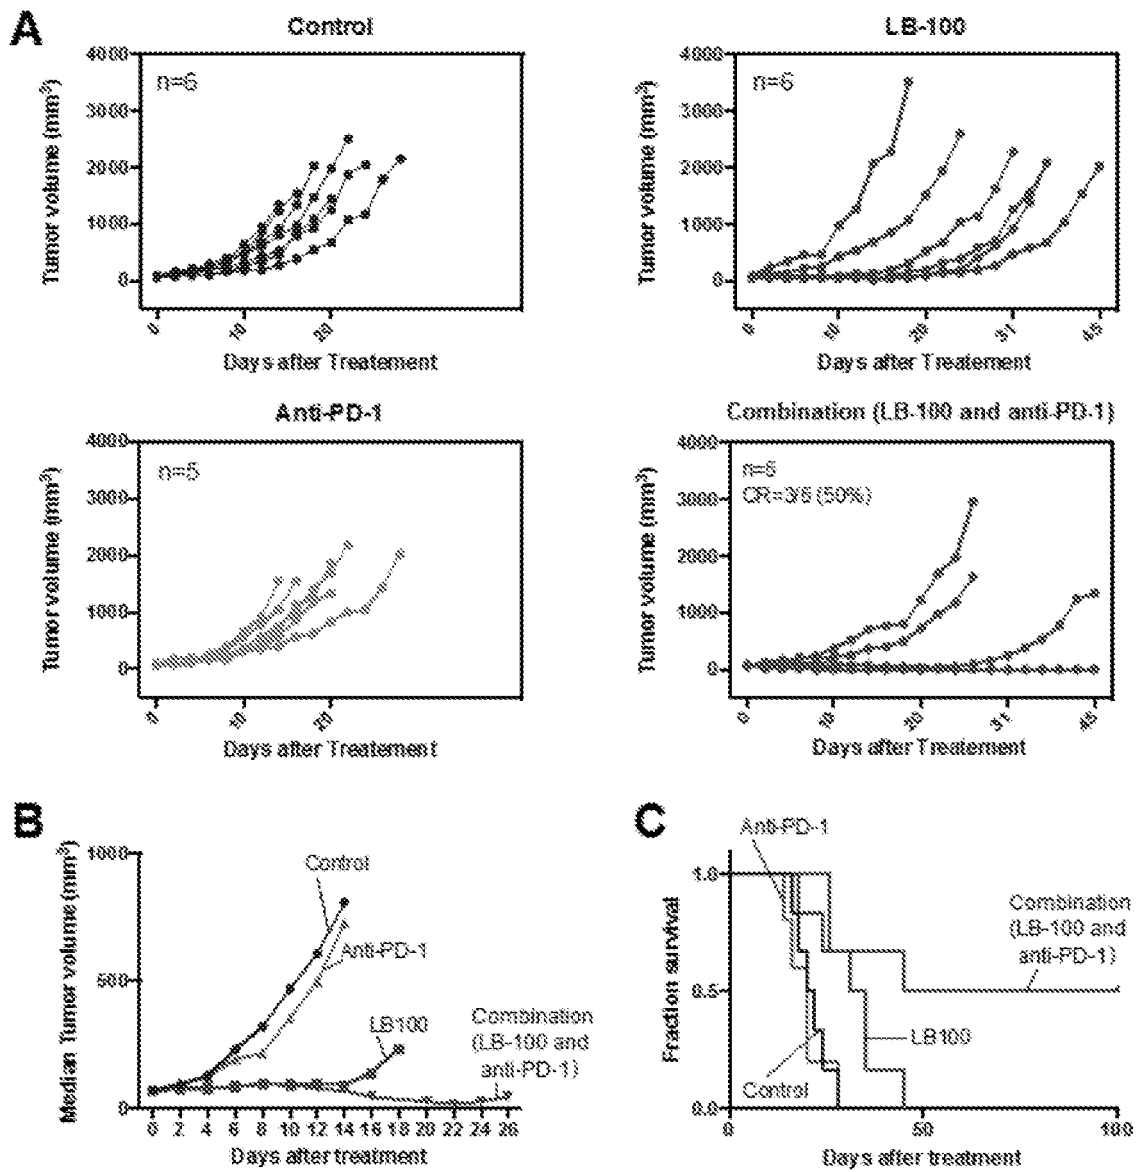 A
Control
4000
3000
2000
1000
0
n=6
Tumor volume (mm³)
0
10
20
Days after Treatement
LB-100
4000
3000
2000
1000
0
n=6
Tumor volume (mm³)
0
10
20
31
45
Days after Treatement
Anti-PD-1
4000
3000
2000
1000
0
n=5
Tumor volume (mm³)
0
10
20
Days after Treatement
Combination (LB-100 and anti-PD-1)
4000
3000
2000
1000
0
n=6
CR=3/6 (50%)
Tumor volume (mm³)
0
10
20
31
45
Days after Treatement
B
1000
500
0
Median Tumor volume (mm³)
Control
Anti-PD-1
LB100
Combination
(LB-100 and
anti-PD-1)
0 2 4 6 8 10 12 14 16 18 20 22 24 26
Days after treatment
C
Anti-PD-1
1.0
0.5
0.0
Fraction survival
Combination
(LB-100 and
anti-PD-1)
LB100
Control
0 50 100
Days after treatment